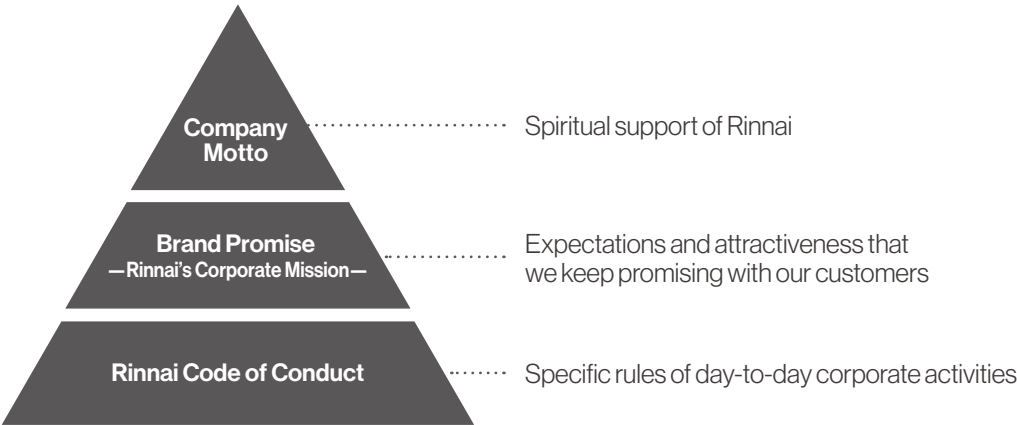 Company
Motto
Spiritual support of Rinnai
Brand Promise
—Rinnai's Corporate Mission—
Expectations and attractiveness that
we keep promising with our customers
Rinnai Code of Conduct
Specific rules of day-to-day corporate activities